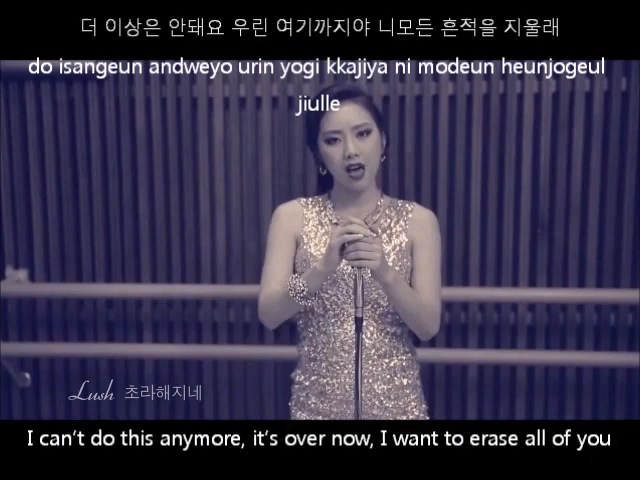 더 이상은 안돼요 우린 여기까지야 니모든 흔적을 지울래
do isangeun andweyo urin yogi kkajiya ni modeun heunjogeul
jiulle
Lush 초라해지네
I can't do this anymore, it's over now, I want to erase all of you